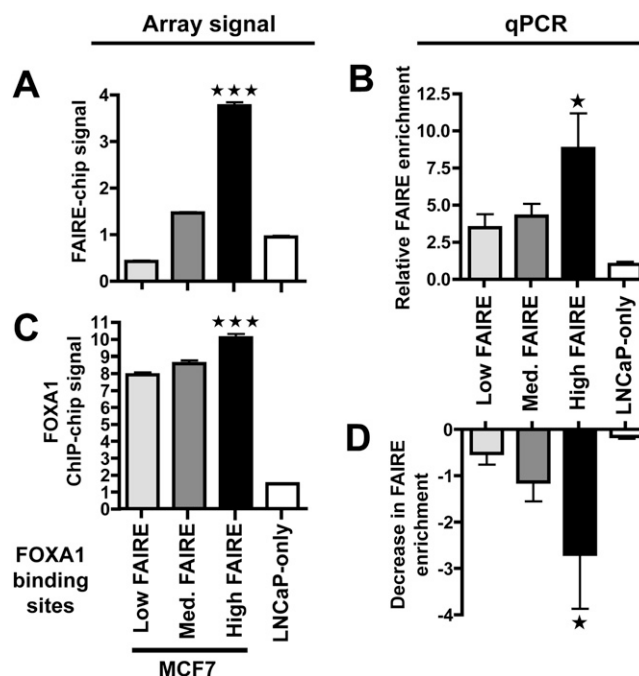 Array signal
qPCR
A
FAIRE-chip signal
4
3
2
1
0
★★★
B
Relative FAIRE enrichment
12.5
10.0
7.5
5.0
2.5
0.0
★
C
FOXA1
ChIP-chip signal
11
10
9
8
7
6
5
4
3
2
1
0
★★★
Low FAIRE
Med. FAIRE
High FAIRE
LNCaP-only
D
Decrease in FAIRE
enrichment
0
-1
-2
-3
-4
★
FOXA1
binding
sites
Low FAIRE
Med. FAIRE
High FAIRE
LNCaP-only
MCF7